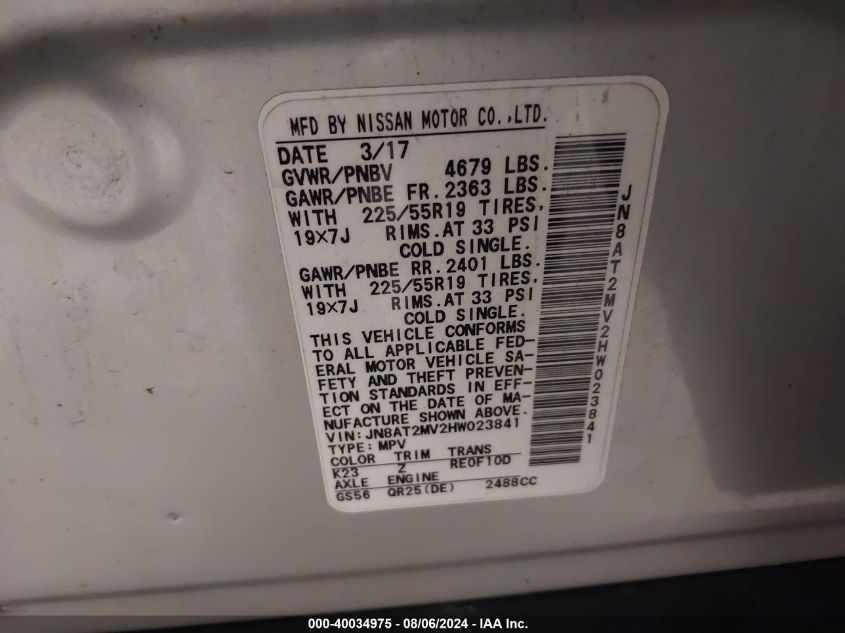 MFD BY NISSAN MOTOR CO.,LTD.
DATE 3/17
GVWR/PNBV 4679 LBS.
GAWR/PNBE FR. 2363 LBS.
WITH 225/55R19 TIRES,
19×7J RIMS.AT 33 PSI
COLD SINGLE.
GAWR/PNBE RR. 2401 LBS.
WITH 225/55R19 TIRES,
19×7J RIMS.AT 33 PSI
COLD SINGLE.
THIS VEHICLE CONFORMS
TO ALL APPLICABLE FED-
ERAL MOTOR VEHICLE SA-
FETY AND THEFT PREVEN-
TION STANDARDS IN EFF-
ECT ON THE DATE OF MA-
NUFACTURE SHOWN ABOVE.
VIN:JN8AT2MV2HW023841
TYPE:MPV
COLOR TRIM TRANS
K23 Z RE0F10D
AXLE ENGINE
GS56 QR25(DE) 2488CC
JN8AT2MV2HW023841
000-40034975 - 08/06/2024 - IAA Inc.